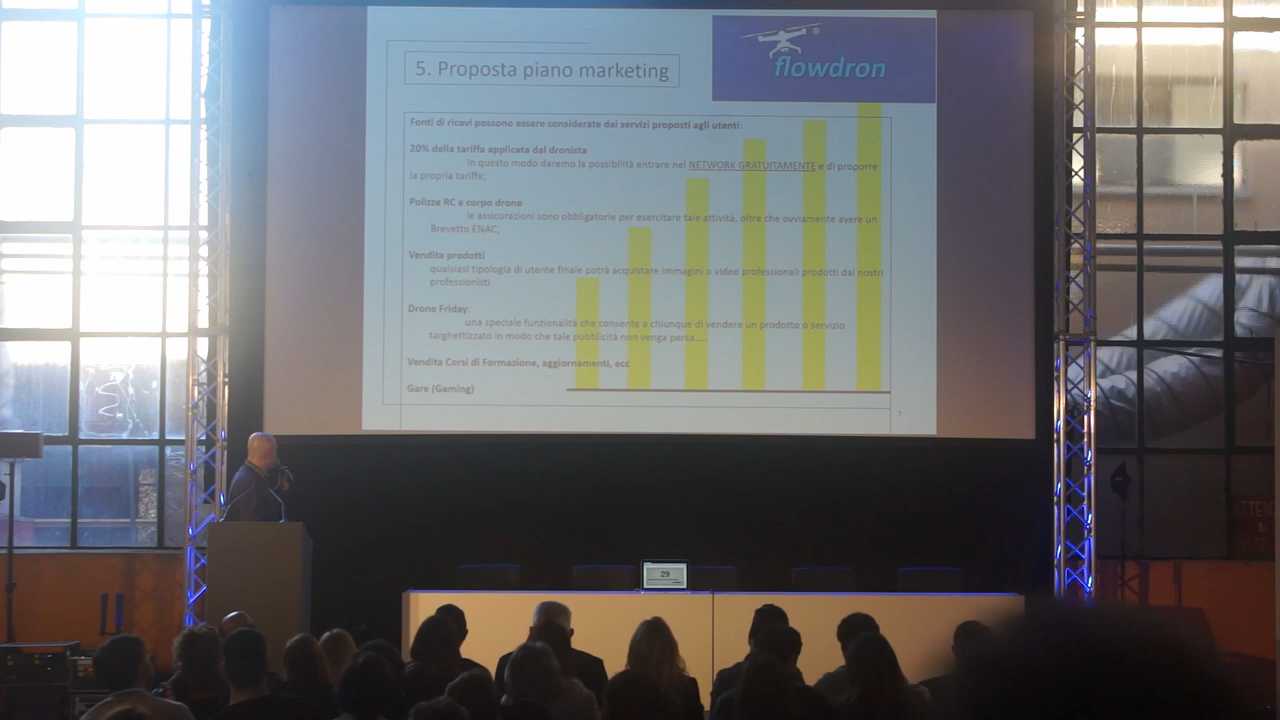 flowdron
5. Proposta piano marketing
Fonti di ricavi possono essere considerate dai servizi proposti agli utenti:
20% della tariffa applicata dal dronista
in questo modo daremo la possibilità entrare nel NETWORK GRATUITAMENTE e di proporre
la propria tariffa;
Polizze RC e corpo drone
le assicurazioni sono obbligatorie per esercitare tale attività, oltre che ovviamente avere un
Brevetto ENAC;
Vendita prodotti
qualsiasi tipologia di utente finale potrà acquistare immagini o video professionali prodotti dai nostri
professionisti
Drone Friday:
una speciale funzionalità che consente a chiunque di vendere un prodotto o servizio
targhettizzato in modo che tale pubblicità non venga persa.....
Vendita Corsi di Formazione, aggiornamenti, ecc
Gare (Gaming)
7
29